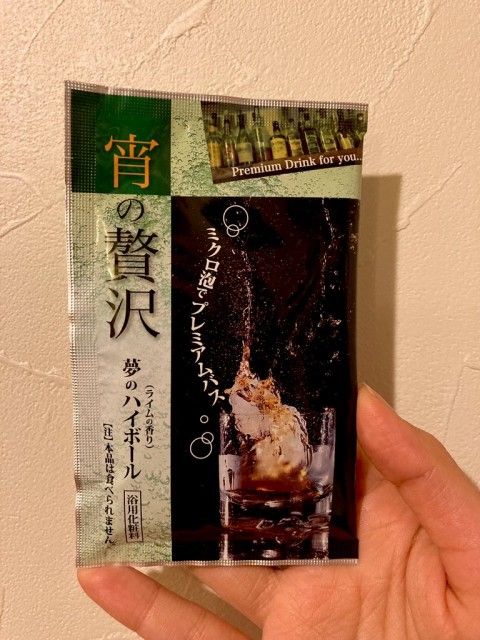 Premium Drink for you...
宵の贅沢
ミクロ泡でプレミアムバス
夢のハイボール
(ライムの香り)
浴用化粧料
【注】本品は食べられません。